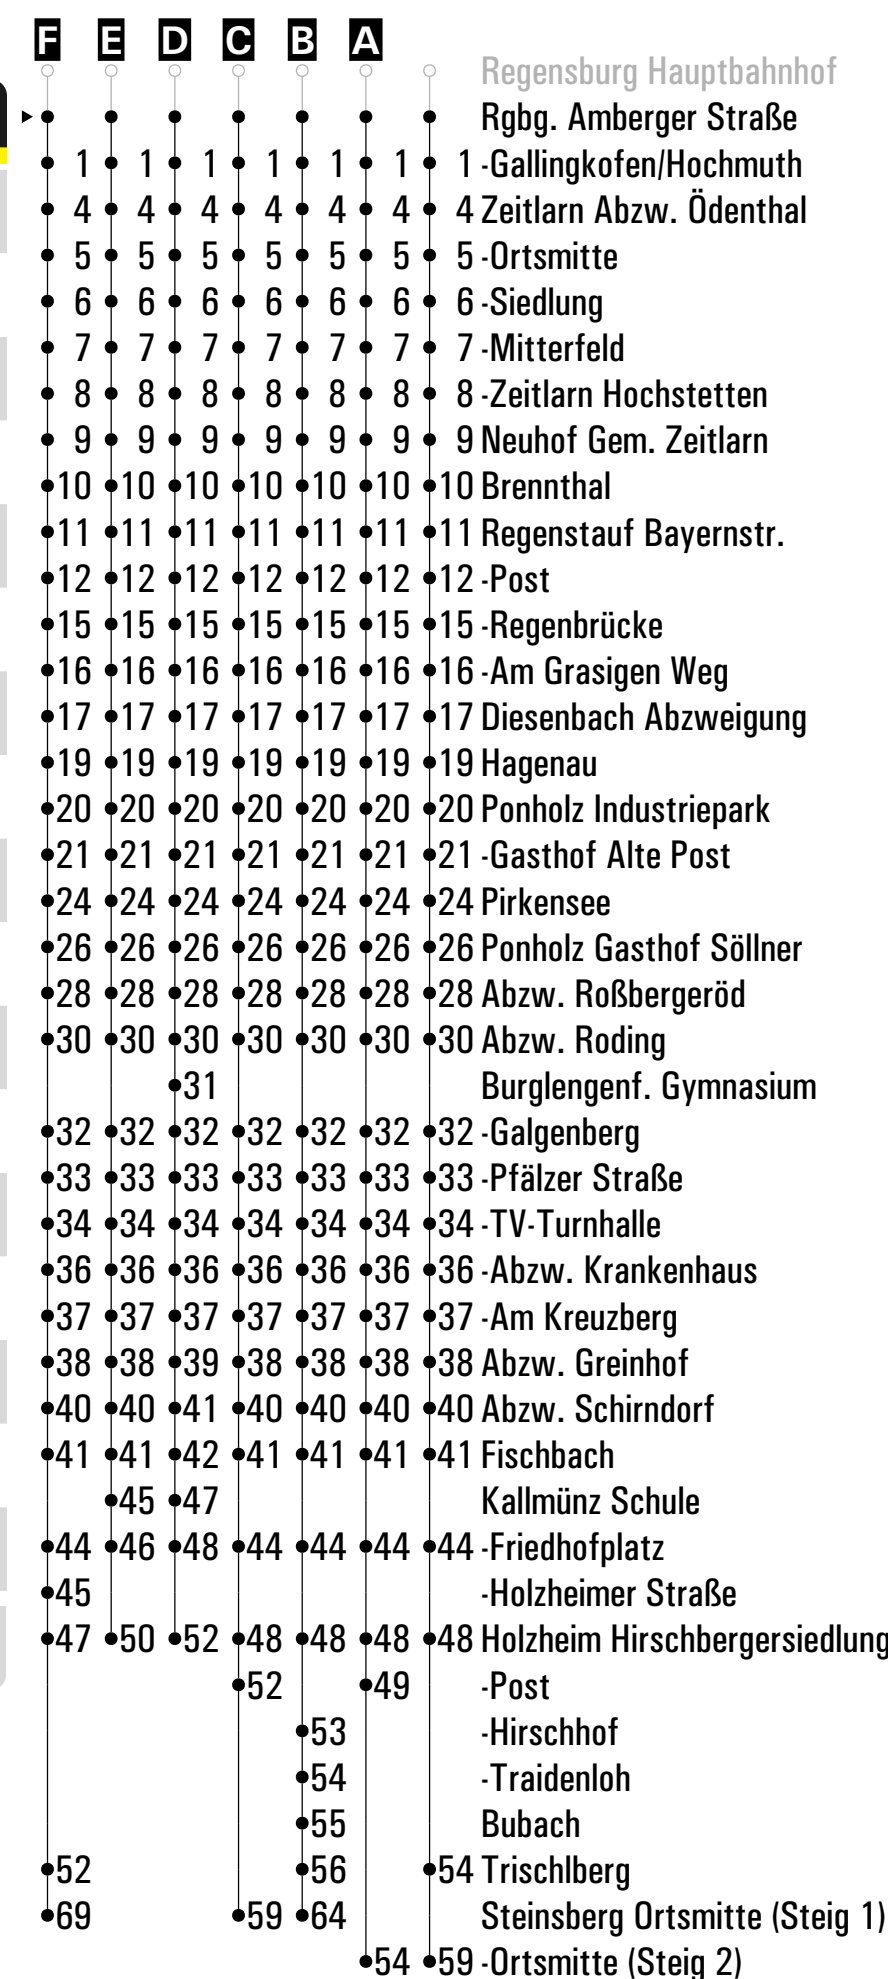 F E D C B A
Regensburg Hauptbahnhof
Rgbg. Amberger Straße
1 1 1 1 1 1 1 -Gallingkofen/Hochmuth
4 4 4 4 4 4 4 Zeitlarn Abzw. Ödenthal
5 5 5 5 5 5 5 -Ortsmitte
6 6 6 6 6 6 6 -Siedlung
7 7 7 7 7 7 7 -Mitterfeld
8 8 8 8 8 8 8 -Zeitlarn Hochstetten
9 9 9 9 9 9 9 Neuhof Gem. Zeitlarn
10 10 10 10 10 10 10 Brennthal
11 11 11 11 11 11 11 Regenstauf Bayernstr.
12 12 12 12 12 12 12 -Post
15 15 15 15 15 15 15 -Regenbrücke
16 16 16 16 16 16 16 -Am Grasigen Weg
17 17 17 17 17 17 17 Diesenbach Abzweigung
19 19 19 19 19 19 19 Hagenau
20 20 20 20 20 20 20 Ponholz Industriepark
21 21 21 21 21 21 21 -Gasthof Alte Post
24 24 24 24 24 24 24 Pirkensee
26 26 26 26 26 26 26 Ponholz Gasthof Söllner
28 28 28 28 28 28 28 Abzw. Roßbergeröd
30 30 30 30 30 30 30 Abzw. Roding
31 Burglengenf. Gymnasium
32 32 32 32 32 32 32 -Galgenberg
33 33 33 33 33 33 33 -Pfälzer Straße
34 34 34 34 34 34 34 -TV-Turnhalle
36 36 36 36 36 36 36 -Abzw. Krankenhaus
37 37 37 37 37 37 37 -Am Kreuzberg
38 38 39 38 38 38 38 Abzw. Greinhof
40 40 41 40 40 40 40 Abzw. Schirndorf
41 41 42 41 41 41 41 Fischbach
45 47 Kallmünz Schule
44 46 48 44 44 44 44 -Friedhofplatz
45 -Holzheimer Straße
47 50 52 48 48 48 48 Holzheim Hirschbergersiedlung
52 49 -Post
53 -Hirschhof
54 -Traidenloh
55 Bubach
52 56 54 Trischlberg
69 59 64 Steinsberg Ortsmitte (Steig 1)
54 59 -Ortsmitte (Steig 2)